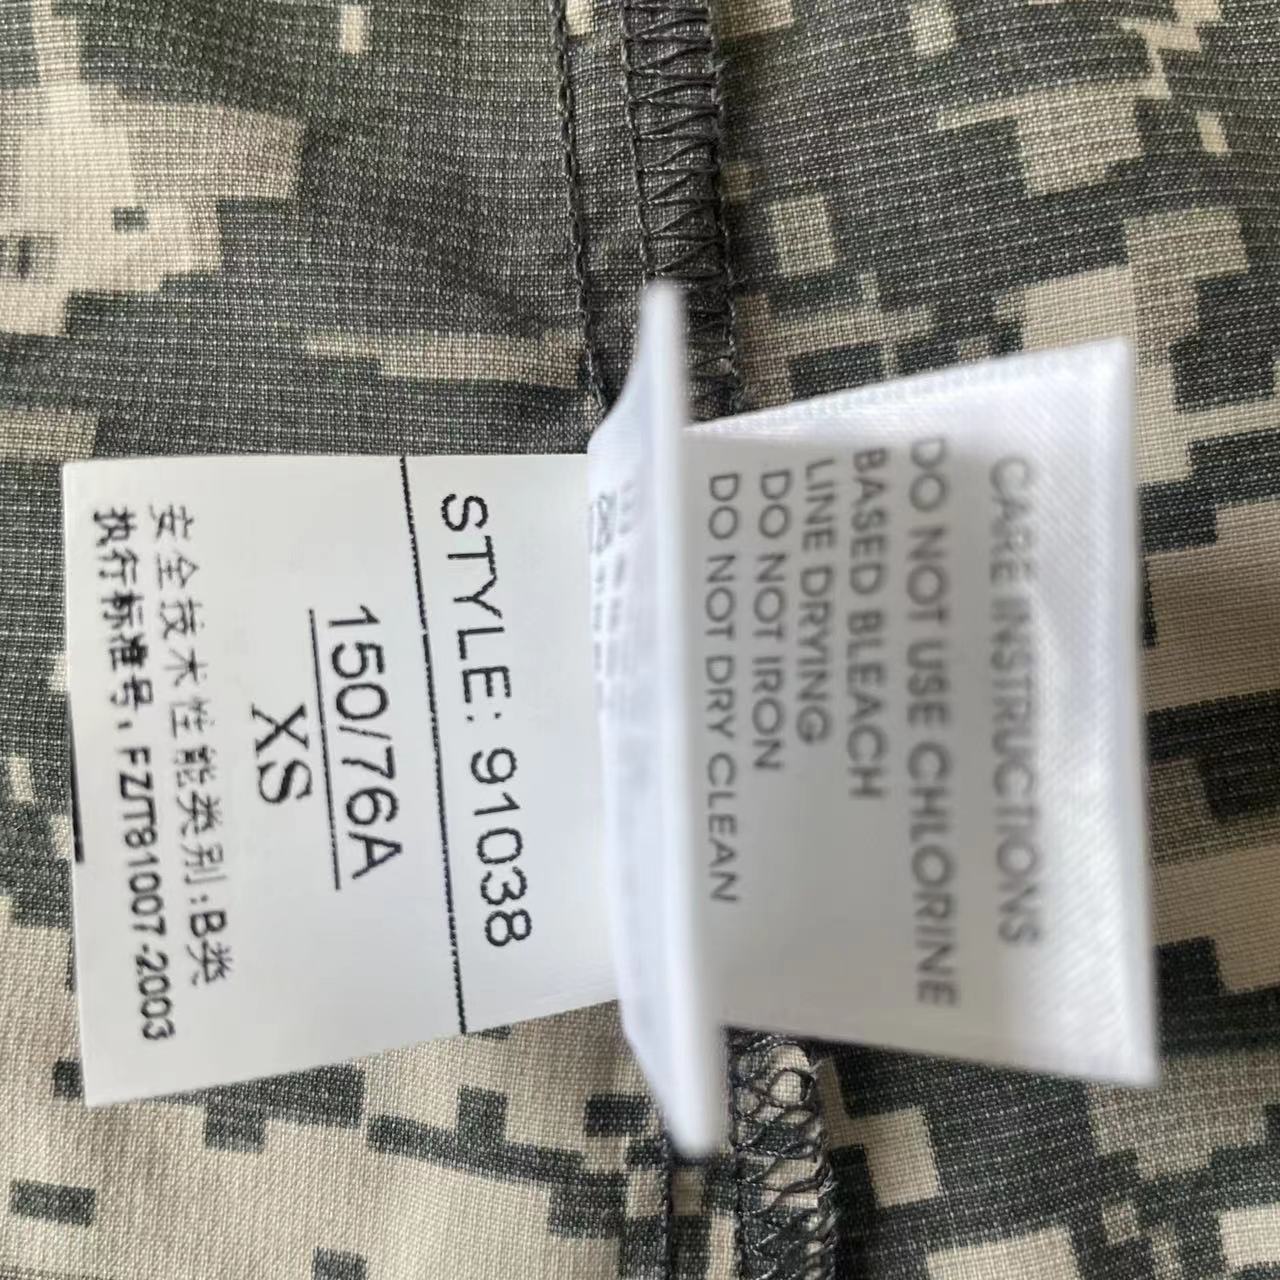 STYLE: 91038
150/76A
XS
安全技术性能类别:B类
执行标准号:FZ/T81007-2003
CARE INSTRUCTIONS
DO NOT USE CHLORINE
BASED BLEACH
LINE DRYING
DO NOT IRON
DO NOT DRY CLEAN